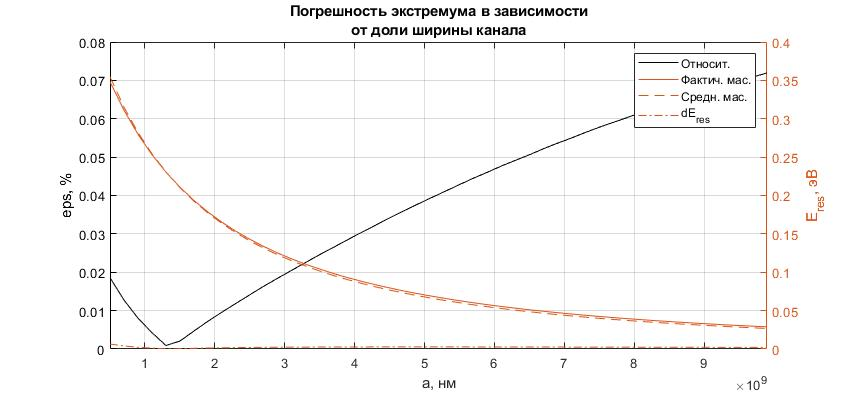 Погрешность экстремума в зависимости
от доли ширины канала
0.08
0.07
0.06
0.05
0.04
0.03
0.02
0.01
0
eps, %
0.4
0.35
0.3
0.25
0.2
0.15
0.1
0.05
0
E_res, эВ
Относит.
Фактич. мас.
Средн. мас.
dE_res
1 2 3 4 5 6 7 8 9
×10^9
а, нм